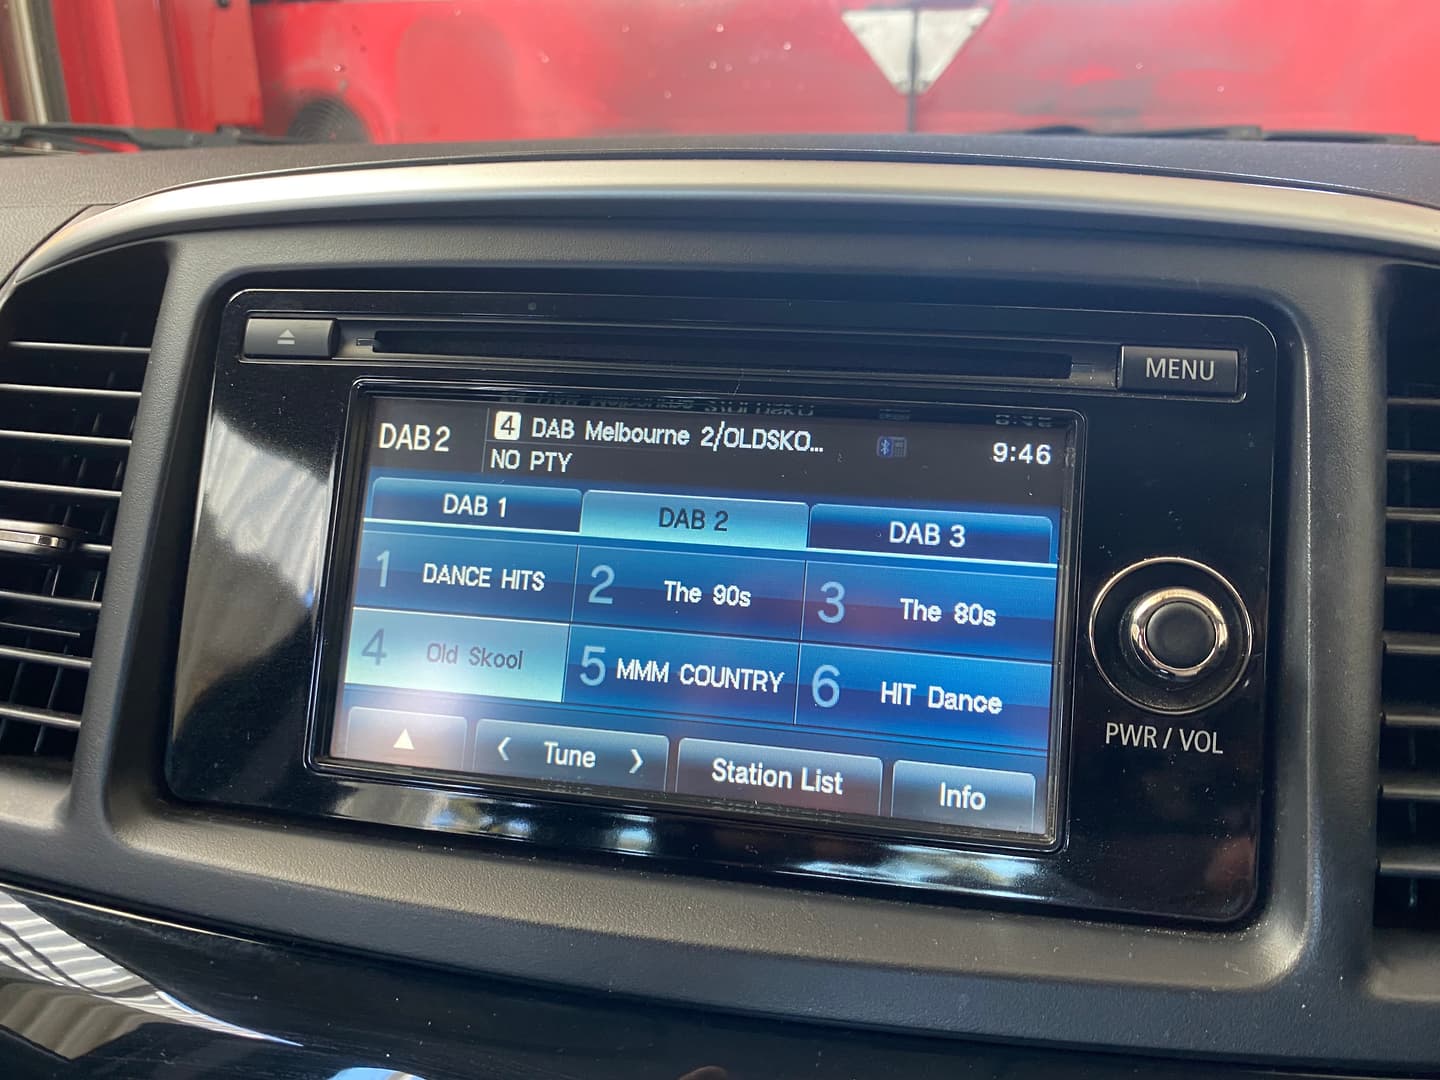 MENU
DAB2
4 DAB Melbourne 2/OLDSKO...
9:46
NO PTY
DAB 1
DAB 2
DAB 3
1 DANCE HITS
2 The 90s
3 The 80s
4 Old Skool
5 MMM COUNTRY
6 HIT Dance
< Tune >
Station List
Info
PWR / VOL